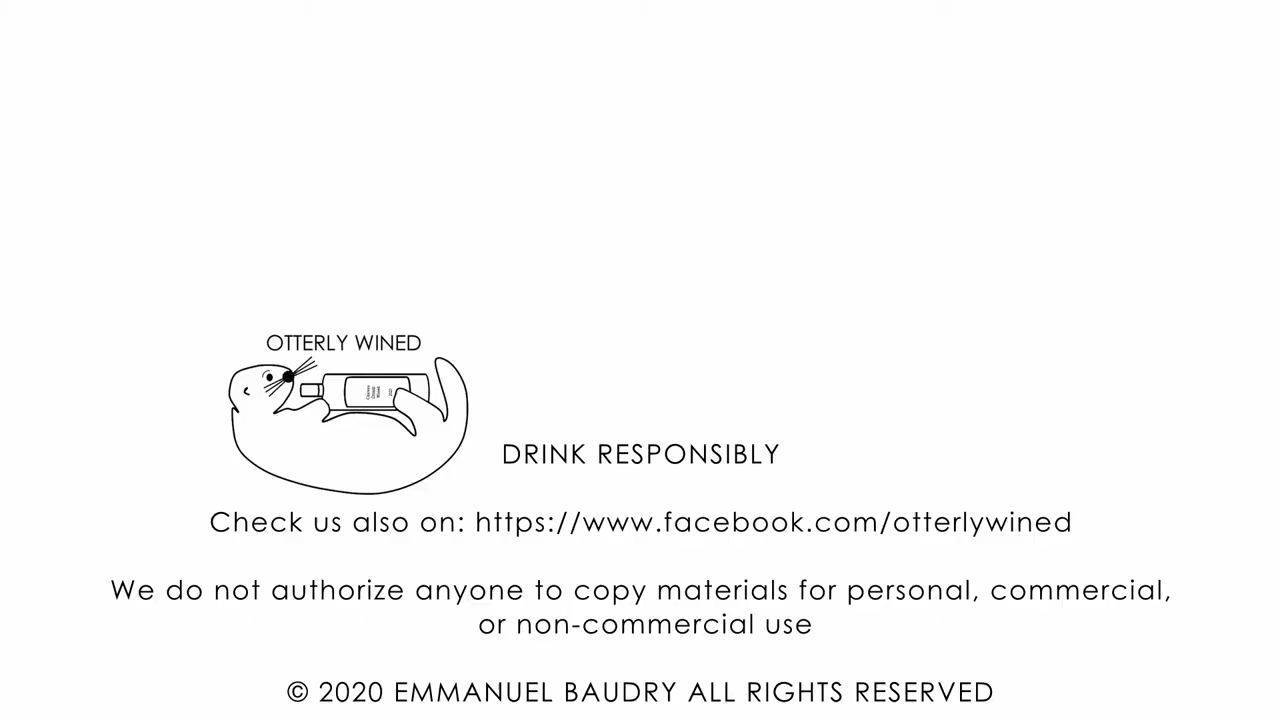 OTTERLY WINED
DRINK RESPONSIBLY
Check us also on: https://www.facebook.com/otterlywined
We do not authorize anyone to copy materials for personal, commercial,
or non-commercial use
© 2020 EMMANUEL BAUDRY ALL RIGHTS RESERVED